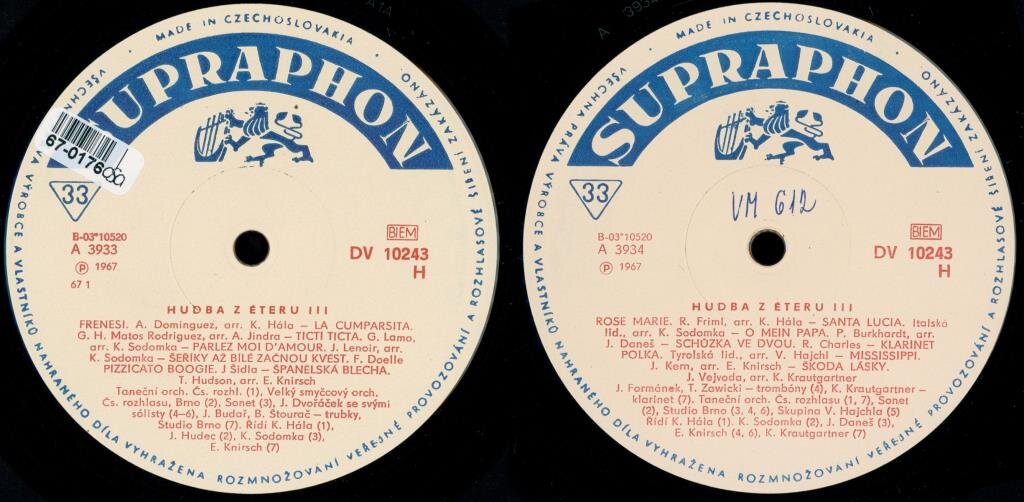 MADE IN CZECHOSLOVAKIA
UPRAPHON
67-0176
33
B-03*10520
A 3933
℗ 1967
67 1
BIEM
DV 10243
H
HUDBA Z ÉTERU III
FRENESI. A. Dominguez, arr. K. Hála – LA CUMPARSITA.
G. H. Matos Rodriguez, arr. A. Jindra – TICTI TICTA. G. Lamo,
arr. K. Sodomka – PARLEZ MOI D'AMOUR. J. Lenoir, arr.
K. Sodomka – ŠEŘÍKY AŽ BÍLÉ ZAČNOU KVÉST. F. Doelle
PIZZICATO BOOGIE. J Šidla – ŠPANĚLSKÁ BLECHA.
T. Hudson, arr. E. Knirsch
Taneční orch. Čs. rozhl. (1), Velký smyčcový orch.
Čs. rozhlasu, Brno (2), Sonet (3), J. Dvořáček se svými
sólisty (4–6), J. Budař, B. Štourač – trubky,
Studio Brno (7). Řídí K. Hála (1),
J. Hudec (2), K. Sodomka (3),
E. Knirsch (7)
VŠECHNA PRÁVA VÝROBCE A VLASTNÍKŮ NAHRANÉHO DÍLA VYHRAŽENA ROZMNOŽOVÁNÍ VEŘEJNÉ PROVOZOVÁNÍ A ROZHLASOVÉ ŠÍŘENÍ ZAKÁZÁNO
A 3934
MADE IN CZECHOSLOVAKIA
SUPRAPHON
VM 612
33
B-03*10520
A 3934
℗ 1967
BIEM
DV 10243
H
HUDBA Z ÉTERU III
ROSE MARIE. R. Friml, arr. K. Hála – SANTA LUCIA. Italská
lid., arr. K. Sodomka – O MEIN PAPA. P. Burkhardt, arr.
J. Daneš – SCHŮZKA VE DVOU. R. Charles – KLARINET
POLKA. Tyrolská lid., arr. V. Hajchl – MISSISSIPPI.
J. Kern, arr. E. Knirsch – ŠKODA LÁSKY.
J. Vejvoda, arr. K. Krautgartner
J. Formánek, T. Zawicki – trombóny (4), K. Krautgartner –
klarinet (7). Taneční orch. Čs. rozhlasu (1, 7), Sonet
(2), Studio Brno (3, 4, 6), Skupina V. Hajchla (5)
Řídí K. Hála (1). K. Sodomka (2), J. Daneš (3),
E. Knirsch (4, 6), K. Krautgartner (7)
VŠECHNA PRÁVA VÝROBCE A VLASTNÍKŮ NAHRANÉHO DÍLA VYHRAŽENA ROZMNOŽOVÁNÍ VEŘEJNÉ PROVOZOVÁNÍ A ROZHLASOVÉ ŠÍŘENÍ ZAKÁZÁNO